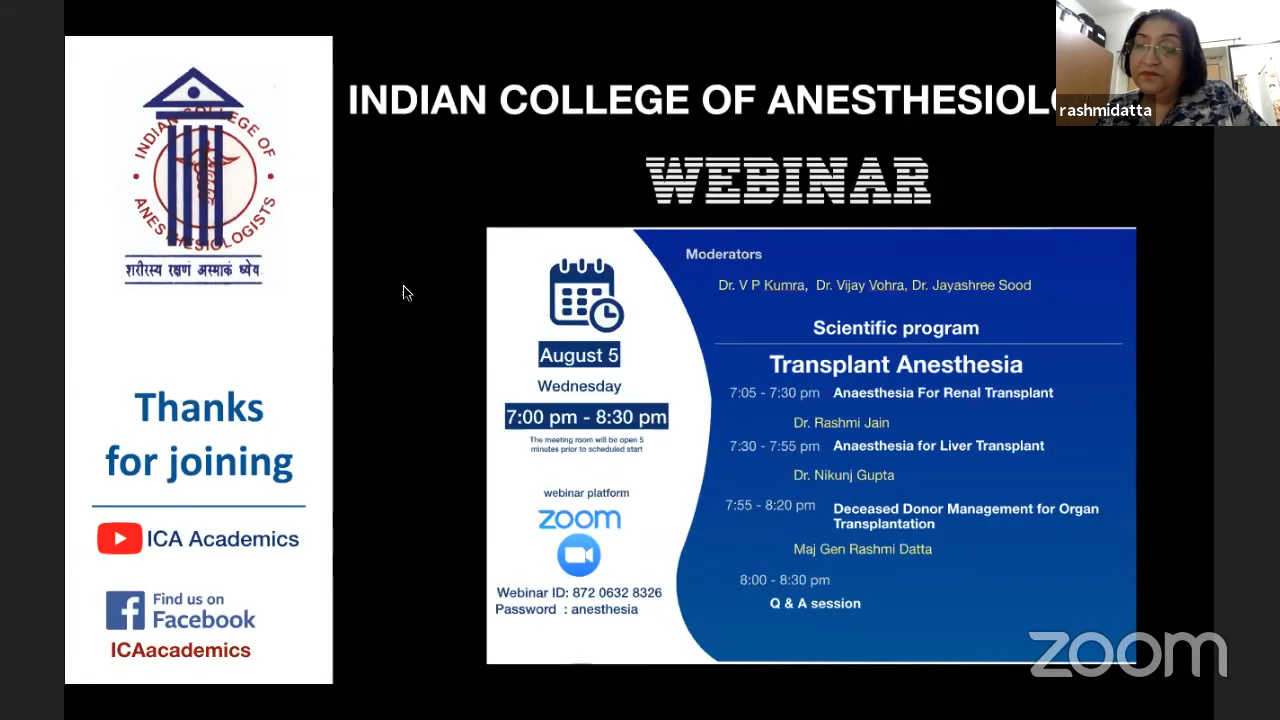 INDIAN COLLEGE OF ANESTHESIOLOGISTS
शरीरस्य रक्षणं अस्माकं ध्येय
Thanks
for joining
ICA Academics
Find us on
Facebook
ICAacademics
INDIAN COLLEGE OF ANESTHESIOLO
WEBINAR
August 5
Wednesday
7:00 pm - 8:30 pm
The meeting room will be open 5
minutes prior to scheduled start
webinar platform
zoom
Webinar ID: 872 0632 8326
Password : anesthesia
Moderators
Dr. V P Kumra, Dr. Vijay Vohra, Dr. Jayashree Sood
Scientific program
Transplant Anesthesia
7:05 - 7:30 pm Anaesthesia For Renal Transplant
Dr. Rashmi Jain
7:30 - 7:55 pm Anaesthesia for Liver Transplant
Dr. Nikunj Gupta
7:55 - 8:20 pm Deceased Donor Management for Organ
Transplantation
Maj Gen Rashmi Datta
8:00 - 8:30 pm
Q & A session
rashmidatta
zoom